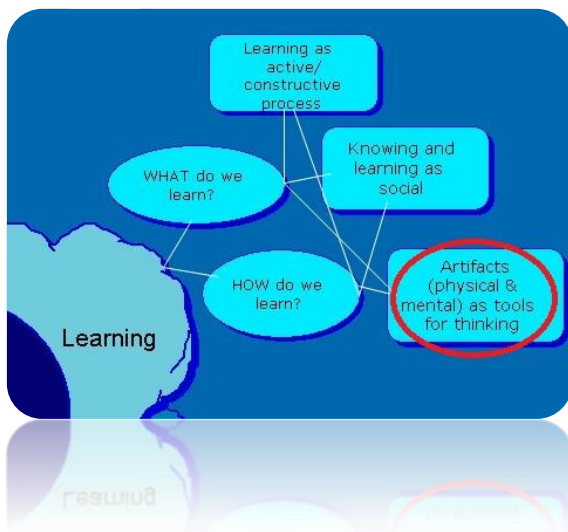 Learning as
active/
constructive
process
Knowing and
learning as
social
WHAT do we
learn?
HOW do we
learn?
Artifacts
(physical &
mental) as tools
for thinking
Learning